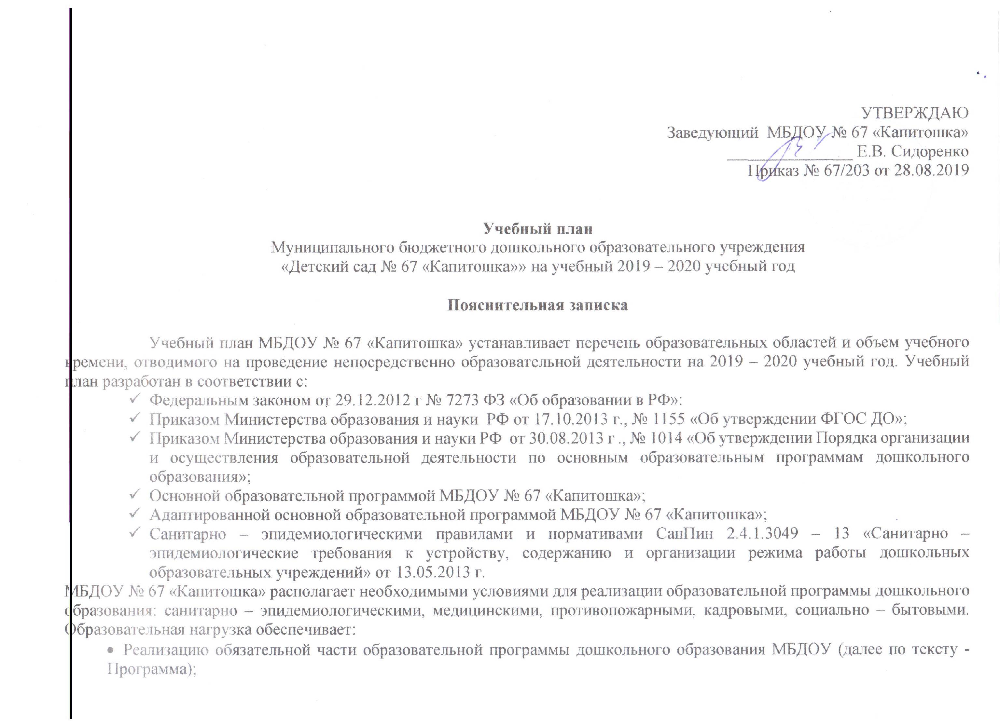 УТВЕРЖДАЮ
Заведующий МБДОУ № 67 «Капитошка»
________________ Е.В. Сидоренко
Приказ № 67/203 от 28.08.2019
Учебный план
Муниципального бюджетного дошкольного образовательного учреждения
«Детский сад № 67 «Капитошка»» на учебный 2019 – 2020 учебный год
Пояснительная записка
Учебный план МБДОУ № 67 «Капитошка» устанавливает перечень образовательных областей и объем учебного
времени, отводимого на проведение непосредственно образовательной деятельности на 2019 – 2020 учебный год. Учебный
план разработан в соответствии с:
✓ Федеральным законом от 29.12.2012 г № 7273 ФЗ «Об образовании в РФ»:
✓ Приказом Министерства образования и науки РФ от 17.10.2013 г., № 1155 «Об утверждении ФГОС ДО»;
✓ Приказом Министерства образования и науки РФ от 30.08.2013 г ., № 1014 «Об утверждении Порядка организации
и осуществления образовательной деятельности по основным образовательным программам дошкольного
образования»;
✓ Основной образовательной программой МБДОУ № 67 «Капитошка»;
✓ Адаптированной основной образовательной программой МБДОУ № 67 «Капитошка»;
✓ Санитарно – эпидемиологическими правилами и нормативами СанПин 2.4.1.3049 – 13 «Санитарно –
эпидемиологические требования к устройству, содержанию и организации режима работы дошкольных
образовательных учреждений» от 13.05.2013 г.
МБДОУ № 67 «Капитошка» располагает необходимыми условиями для реализации образовательной программы дошкольного
образования: санитарно – эпидемиологическими, медицинскими, противопожарными, кадровыми, социально – бытовыми.
Образовательная нагрузка обеспечивает:
• Реализацию обязательной части образовательной программы дошкольного образования МБДОУ (далее по тексту -
Программа);